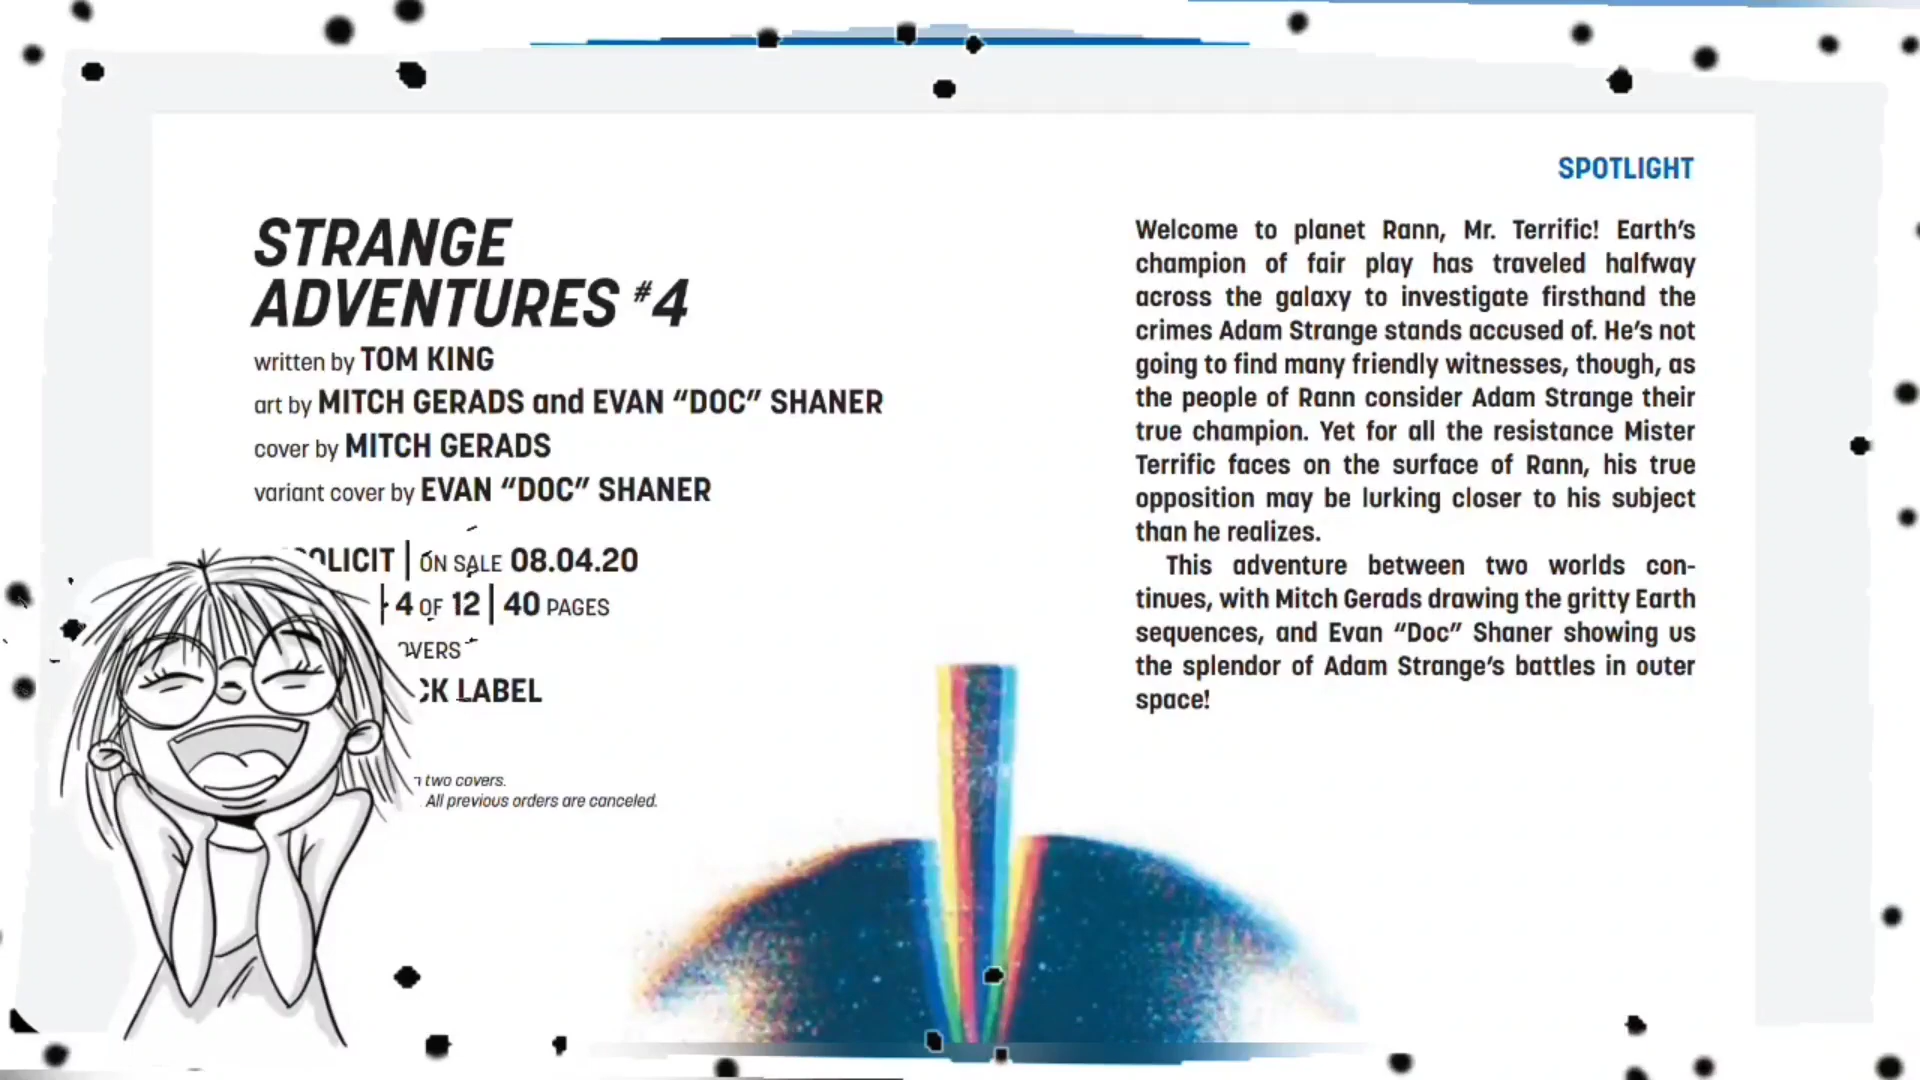 SPOTLIGHT
STRANGE
ADVENTURES #4
written by TOM KING
art by MITCH GERADS and EVAN “DOC” SHANER
cover by MITCH GERADS
variant cover by EVAN “DOC” SHANER
ON SALE 08.04.20
4 OF 12 | 40 PAGES
LABEL
two covers.
All previous orders are canceled.
Welcome to planet Rann, Mr. Terrific! Earth’s
champion of fair play has traveled halfway
across the galaxy to investigate firsthand the
crimes Adam Strange stands accused of. He’s not
going to find many friendly witnesses, though, as
the people of Rann consider Adam Strange their
true champion. Yet for all the resistance Mister
Terrific faces on the surface of Rann, his true
opposition may be lurking closer to his subject
than he realizes.
This adventure between two worlds con-
tinues, with Mitch Gerads drawing the gritty Earth
sequences, and Evan “Doc” Shaner showing us
the splendor of Adam Strange’s battles in outer
space!